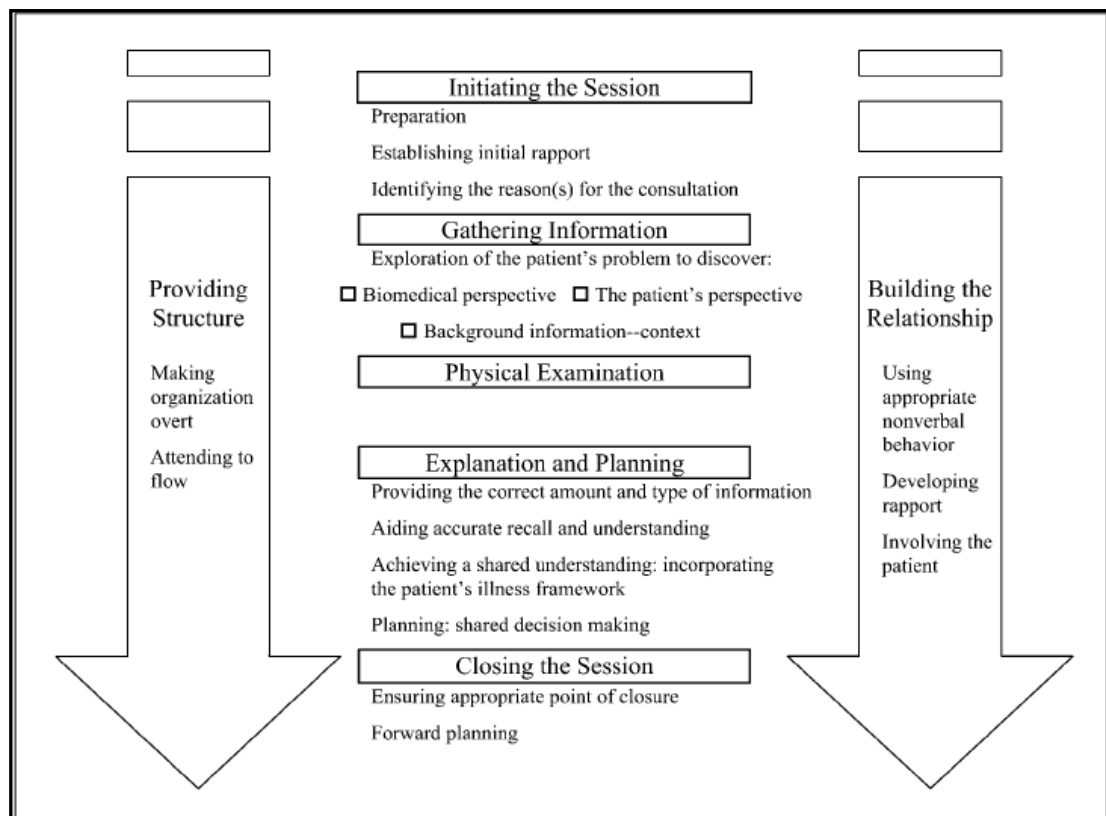 Initiating the Session
Preparation
Establishing initial rapport
Identifying the reason(s) for the consultation
Gathering Information
Exploration of the patient's problem to discover:
Biomedical perspective The patient's perspective
Background information--context
Physical Examination
Explanation and Planning
Providing the correct amount and type of information
Aiding accurate recall and understanding
Achieving a shared understanding: incorporating
the patient's illness framework
Planning: shared decision making
Closing the Session
Ensuring appropriate point of closure
Forward planning
Providing
Structure
Making
organization
overt
Attending to
flow
Building the
Relationship
Using
appropriate
nonverbal
behavior
Developing
rapport
Involving the
patient